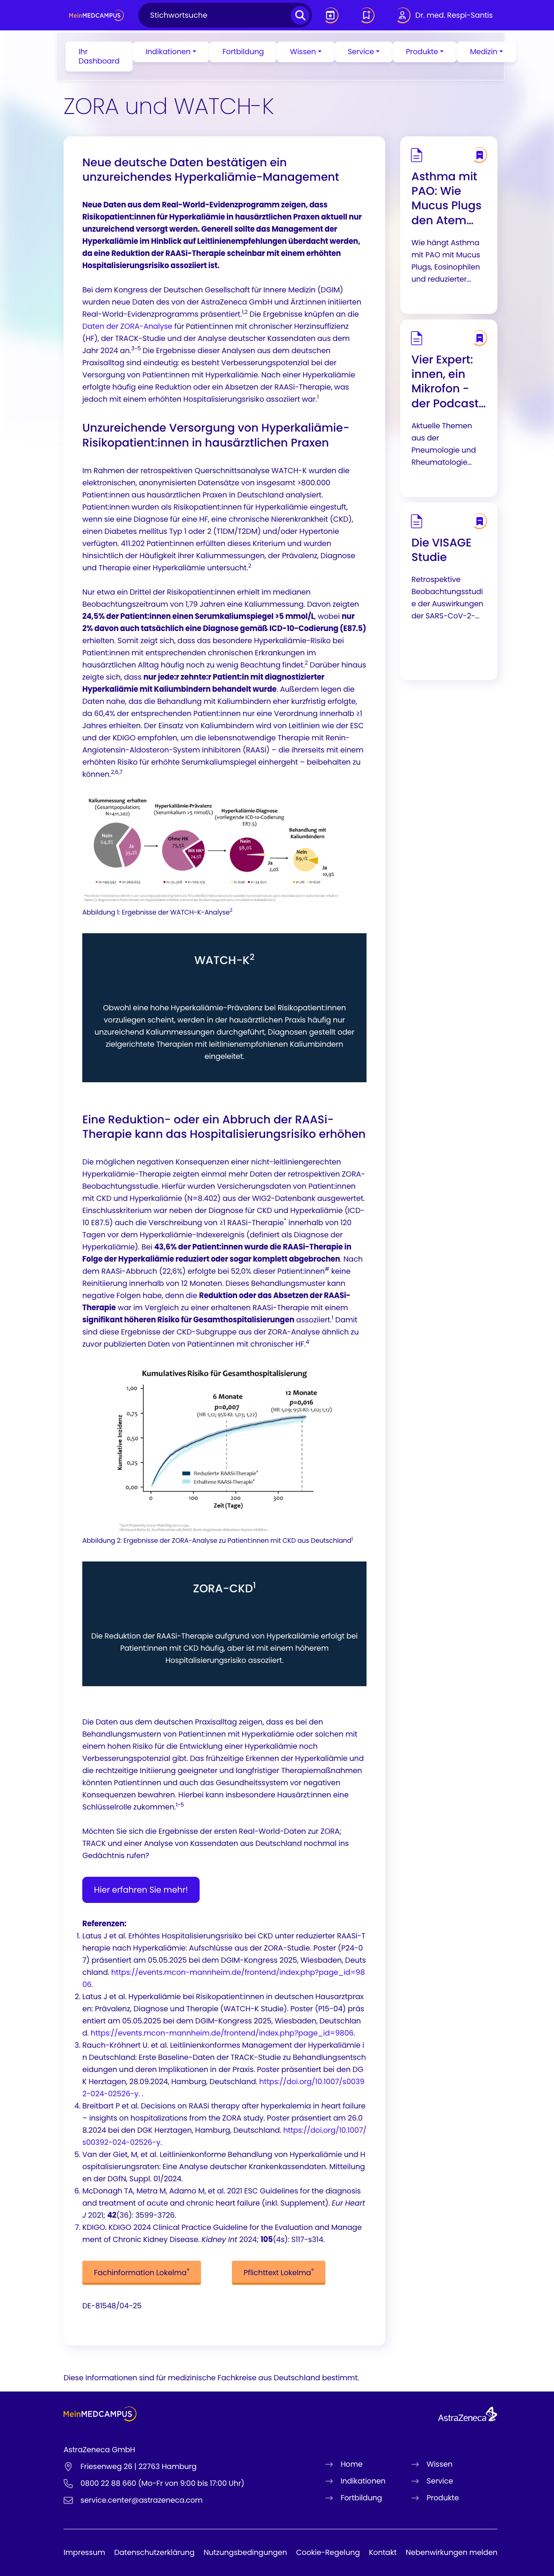 MeinMEDCAMPUS
Stichwortsuche
Dr. med. Respi-Santis
Ihr
Dashboard
Indikationen
Fortbildung
Wissen
Service
Produkte
Medizin
ZORA und WATCH-K
Neue deutsche Daten bestätigen ein
unzureichendes Hyperkaliämie-Management
Neue Daten aus dem Real-World-Evidenzprogramm zeigen, dass
Risikopatient:innen für Hyperkaliämie in hausärztlichen Praxen aktuell nur
unzureichend versorgt werden. Generell sollte das Management der
Hyperkaliämie im Hinblick auf Leitlinienempfehlungen überdacht werden,
da eine Reduktion der RAASi-Therapie scheinbar mit einem erhöhten
Hospitalisierungsrisiko assoziiert ist.
Bei dem Kongress der Deutschen Gesellschaft für Innere Medizin (DGIM)
wurden neue Daten des von der AstraZeneca GmbH und Ärzt:innen initiierten
Real-World-Evidenzprogramms präsentiert.1,2 Die Ergebnisse knüpfen an die
Daten der ZORA-Analyse für Patient:innen mit chronischer Herzinsuffizienz
(HF), der TRACK-Studie und der Analyse deutscher Kassendaten aus dem
Jahr 2024 an.3–5 Die Ergebnisse dieser Analysen aus dem deutschen
Praxisalltag sind eindeutig: es besteht Verbesserungspotenzial bei der
Versorgung von Patient:innen mit Hyperkaliämie. Nach einer Hyperkaliämie
erfolgte häufig eine Reduktion oder ein Absetzen der RAASi-Therapie, was
jedoch mit einem erhöhten Hospitalisierungsrisiko assoziiert war.1
Unzureichende Versorgung von Hyperkaliämie-
Risikopatient:innen in hausärztlichen Praxen
Im Rahmen der retrospektiven Querschnittsanalyse WATCH-K wurden die
elektronischen, anonymisierten Datensätze von insgesamt >800.000
Patient:innen aus hausärztlichen Praxen in Deutschland analysiert.
Patient:innen wurden als Risikopatient:innen für Hyperkaliämie eingestuft,
wenn sie eine Diagnose für eine HF, eine chronische Nierenkrankheit (CKD),
einen Diabetes mellitus Typ 1 oder 2 (T1DM/T2DM) und/oder Hypertonie
verfügten. 411.202 Patient:innen erfüllten dieses Kriterium und wurden
hinsichtlich der Häufigkeit ihrer Kaliummessungen, der Prävalenz, Diagnose
und Therapie einer Hyperkaliämie untersucht.2
Nur etwa ein Drittel der Risikopatient:innen erhielt im medianen
Beobachtungszeitraum von 1,79 Jahren eine Kaliummessung. Davon zeigten
24,5% der Patient:innen einen Serumkaliumspiegel >5 mmol/L, wobei nur
2% davon auch tatsächlich eine Diagnose gemäß ICD-10-Codierung (E87.5)
erhielten. Somit zeigt sich, dass das besondere Hyperkaliämie-Risiko bei
Patient:innen mit entsprechenden chronischen Erkrankungen im
hausärztlichen Alltag häufig noch zu wenig Beachtung findet.2 Darüber hinaus
zeigte sich, dass nur jede:r zehnte:r Patient:in mit diagnostizierter
Hyperkaliämie mit Kaliumbindern behandelt wurde. Außerdem legen die
Daten nahe, das die Behandlung mit Kaliumbindern eher kurzfristig erfolgte,
da 60,4% der entsprechenden Patient:innen nur eine Verordnung innerhalb ≥1
Jahres erhielten. Der Einsatz von Kaliumbindern wird von Leitlinien wie der ESC
und der KDIGO empfohlen, um die lebensnotwendige Therapie mit Renin-
Angiotensin-Aldosteron-System Inhibitoren (RAASi) – die ihrerseits mit einem
erhöhten Risiko für erhöhte Serumkaliumspiegel einhergeht – beibehalten zu
können.2,6,7
Kaliummessung erhalten
(Gesamtpopulation;
N=411.202)
Hyperkaliämie-Prävalenz
(Serumkalium >5 mmol/L)
Hyperkaliämie-Diagnose
(vorliegende ICD-10-Codierung
E87.5)
Behandlung mit
Kaliumbindern
Nein
64,8%
Ja
35,2%
Ohne HK
75,5%
Mit HK
24,5%
Nein
98,0%
Ja
2,0%
Nein
89,1%
Ja
10,9%
Abbildung 1: Ergebnisse der WATCH-K-Analyse2
WATCH-K2
Obwohl eine hohe Hyperkaliämie-Prävalenz bei Risikopatient:innen
vorzuliegen scheint, werden in der hausärztlichen Praxis häufig nur
unzureichend Kaliummessungen durchgeführt, Diagnosen gestellt oder
zielgerichtete Therapien mit leitlinienempfohlenen Kaliumbindern
eingeleitet.
Eine Reduktion- oder ein Abbruch der RAASi-
Therapie kann das Hospitalisierungsrisiko erhöhen
Die möglichen negativen Konsequenzen einer nicht-leitliniengerechten
Hyperkaliämie-Therapie zeigten einmal mehr Daten der retrospektiven ZORA-
Beobachtungsstudie. Hierfür wurden Versicherungsdaten von Patient:innen
mit CKD und Hyperkaliämie (N=8.402) aus der WIG2-Datenbank ausgewertet.
Einschlusskriterium war neben der Diagnose für CKD und Hyperkaliämie (ICD-
10 E87.5) auch die Verschreibung von ≥1 RAASi-Therapie* innerhalb von 120
Tagen vor dem Hyperkaliämie-Indexereignis (definiert als Diagnose der
Hyperkaliämie). Bei 43,6% der Patient:innen wurde die RAASi-Therapie in
Folge der Hyperkaliämie reduziert oder sogar komplett abgebrochen. Nach
dem RAASi-Abbruch (22,6%) erfolgte bei 52,0% dieser Patient:innen# keine
Reinitiierung innerhalb von 12 Monaten. Dieses Behandlungsmuster kann
negative Folgen habe, denn die Reduktion oder das Absetzen der RAASi-
Therapie war im Vergleich zu einer erhaltenen RAASi-Therapie mit einem
signifikant höheren Risiko für Gesamthospitalisierungen assoziiert.1 Damit
sind diese Ergebnisse der CKD-Subgruppe aus der ZORA-Analyse ähnlich zu
zuvor publizierten Daten von Patient:innen mit chronischer HF.4
Kumulatives Risiko für Gesamthospitalisierung
Kumulative Inzidenz
1,00
0,75
0,50
0,25
0,00
6 Monate
p=0,007
(HR 1,12; 95%KI: 1,03; 1,22)
12 Monate
p=0,016
(HR 1,09; 95%KI: 1,02; 1,17)
Reduzierte RAASi-Therapie*
Erhaltene RAASi-Therapie*
0
100
200
300
Zeit (Tage)
Abbildung 2: Ergebnisse der ZORA-Analyse zu Patient:innen mit CKD aus Deutschland1
ZORA-CKD1
Die Reduktion der RAASi-Therapie aufgrund von Hyperkaliämie erfolgt bei
Patient:innen mit CKD häufig, aber ist mit einem höherem
Hospitalisierungsrisiko assoziiert.
Die Daten aus dem deutschen Praxisalltag zeigen, dass es bei den
Behandlungsmustern von Patient:innen mit Hyperkaliämie oder solchen mit
einem hohen Risiko für die Entwicklung einer Hyperkaliämie noch
Verbesserungspotenzial gibt. Das frühzeitige Erkennen der Hyperkaliämie und
die rechtzeitige Initiierung geeigneter und langfristiger Therapiemaßnahmen
könnten Patient:innen und auch das Gesundheitssystem vor negativen
Konsequenzen bewahren. Hierbei kann insbesondere Hausärzt:innen eine
Schlüsselrolle zukommen.1–5
Möchten Sie sich die Ergebnisse der ersten Real-World-Daten zur ZORA;
TRACK und einer Analyse von Kassendaten aus Deutschland nochmal ins
Gedächtnis rufen?
Hier erfahren Sie mehr!
Referenzen:
1. Latus J et al. Erhöhtes Hospitalisierungsrisiko bei CKD unter reduzierter RAASi-T
herapie nach Hyperkaliämie: Aufschlüsse aus der ZORA-Studie. Poster (P24-0
7) präsentiert am 05.05.2025 bei dem DGIM-Kongress 2025, Wiesbaden, Deuts
chland. https://events.mcon-mannheim.de/frontend/index.php?page_id=98
06.
2. Latus J et al. Hyperkaliämie bei Risikopatient:innen in deutschen Hausarztprax
en: Prävalenz, Diagnose und Therapie (WATCH-K Studie). Poster (P15-04) präs
entiert am 05.05.2025 bei dem DGIM-Kongress 2025, Wiesbaden, Deutschlan
d. https://events.mcon-mannheim.de/frontend/index.php?page_id=9806.
3. Rauch-Kröhnert U. et al. Leitlinienkonformes Management der Hyperkaliämie i
n Deutschland: Erste Baseline-Daten der TRACK-Studie zu Behandlungsentsch
eidungen und deren Implikationen in der Praxis. Poster präsentiert bei den DG
K Herztagen, 28.09.2024, Hamburg, Deutschland. https://doi.org/10.1007/s0039
2-024-02526-y. .
4. Breitbart P et al. Decisions on RAASi therapy after hyperkalemia in heart failure
– insights on hospitalizations from the ZORA study. Poster präsentiert am 26.0
8.2024 bei den DGK Herztagen, Hamburg, Deutschland. https://doi.org/10.1007/
s00392-024-02526-y.
5. Van der Giet, M, et al. Leitlinienkonforme Behandlung von Hyperkaliämie und H
ospitalisierungsraten: Eine Analyse deutscher Krankenkassendaten. Mitteilung
en der DGfN, Suppl. 01/2024.
6. McDonagh TA, Metra M, Adamo M, et al. 2021 ESC Guidelines for the diagnosis
and treatment of acute and chronic heart failure (inkl. Supplement). Eur Heart
J 2021; 42(36): 3599-3726.
7. KDIGO. KDIGO 2024 Clinical Practice Guideline for the Evaluation and Manage
ment of Chronic Kidney Disease. Kidney Int 2024; 105(4s): S117-s314.
Fachinformation Lokelma®
Pflichttext Lokelma®
DE-81548/04-25
Asthma mit
PAO: Wie
Mucus Plugs
den Atem...
Wie hängt Asthma
mit PAO mit Mucus
Plugs, Eosinophilen
und reduzierter...
Vier Expert:
innen, ein
Mikrofon -
der Podcast...
Aktuelle Themen
aus der
Pneumologie und
Rheumatologie...
Die VISAGE
Studie
Retrospektive
Beobachtungsstudi
e der Auswirkungen
der SARS-CoV-2-...
Diese Informationen sind für medizinische Fachkreise aus Deutschland bestimmt.
MeinMEDCAMPUS
AstraZeneca
AstraZeneca GmbH
Friesenweg 26 | 22763 Hamburg
0800 22 88 660 (Mo-Fr von 9:00 bis 17:00 Uhr)
service.center@astrazeneca.com
Home
Indikationen
Fortbildung
Wissen
Service
Produkte
Impressum
Datenschutzerklärung
Nutzungsbedingungen
Cookie-Regelung
Kontakt
Nebenwirkungen melden